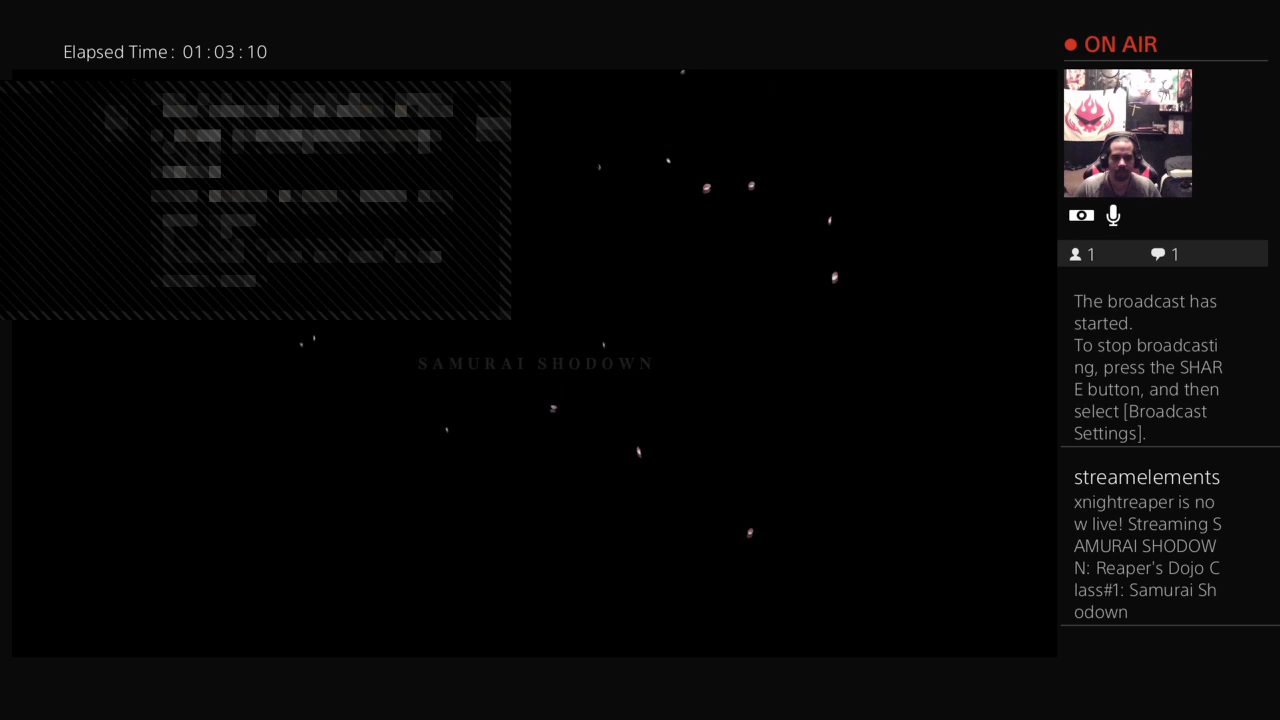 Elapsed Time: 01:03:10
ON AIR
1 1
The broadcast has
started.
To stop broadcasti
ng, press the SHAR
E button, and then
select [Broadcast
Settings].
SAMURAI SHODOWN
streamelements
xnightreaper is no
w live! Streaming S
AMURAI SHODOW
N: Reaper's Dojo C
lass#1: Samurai Sh
odown